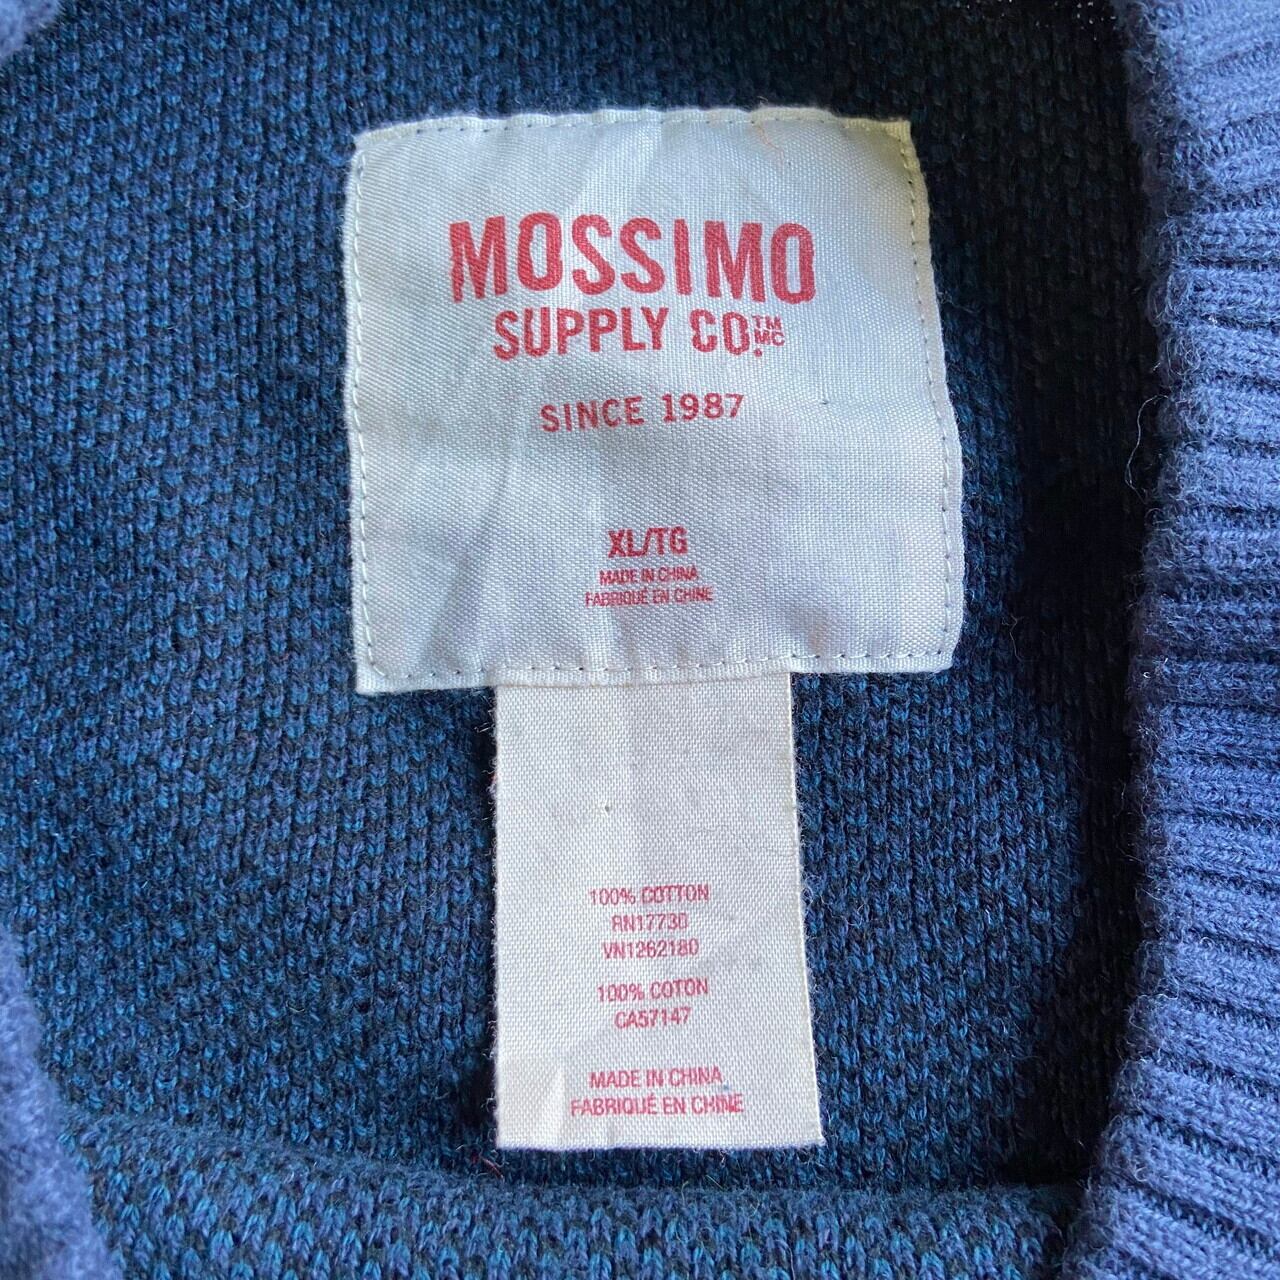 MOSSIMO
SUPPLY CO.™ MC
SINCE 1987
XL/TG
MADE IN CHINA
FABRIQUÉ EN CHINE
100% COTTON
RN17730
VN1262180
100% COTON
CA57147
MADE IN CHINA
FABRIQUÉ EN CHINE